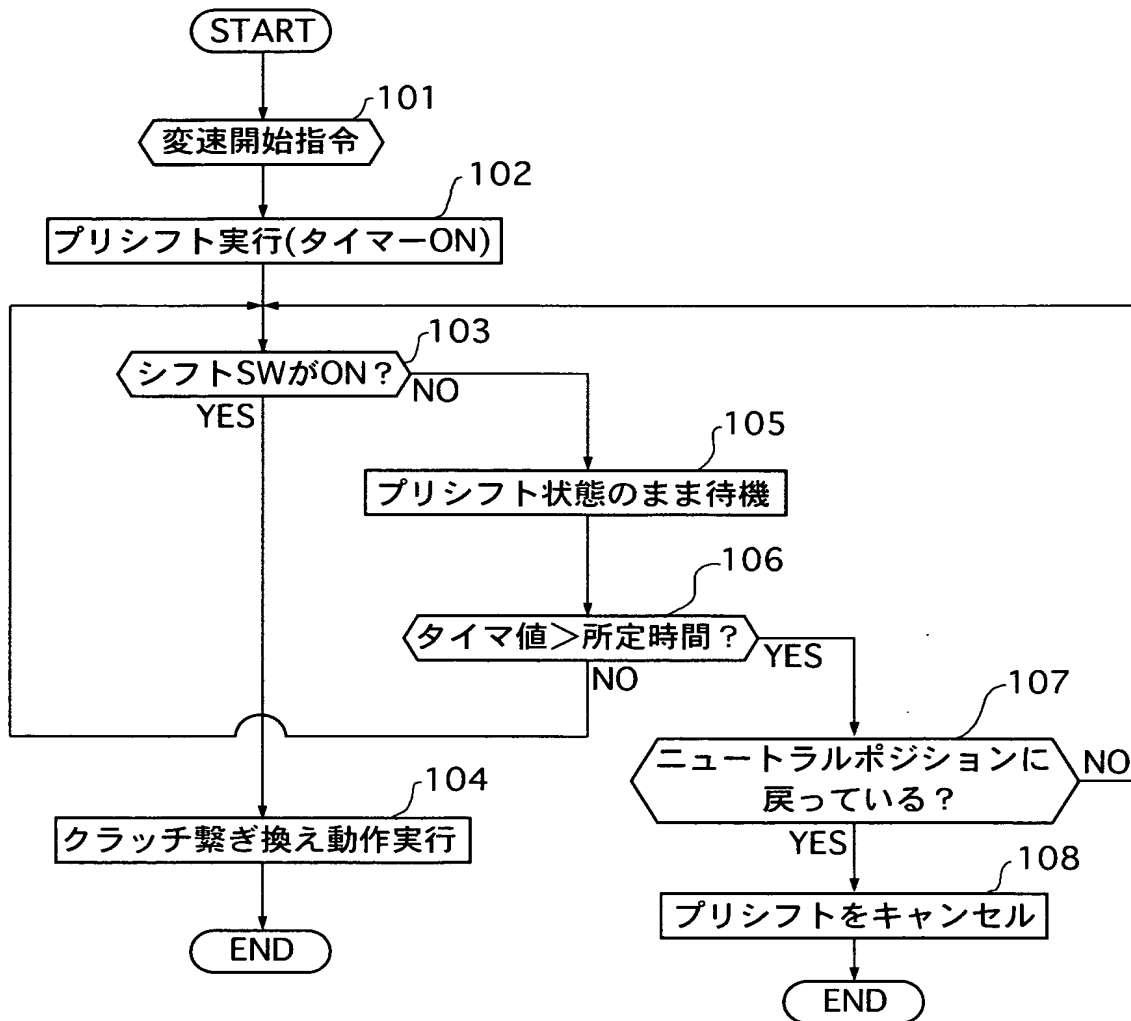 START
101
変速開始指令
102
プリシフト実行(タイマーON)
103
シフトSWがON？
NO
YES
105
プリシフト状態のまま待機
106
タイマ値＞所定時間？
YES
NO
107
ニュートラルポジションに
戻っている？
NO
YES
104
クラッチ繋ぎ換え動作実行
108
プリシフトをキャンセル
END
END